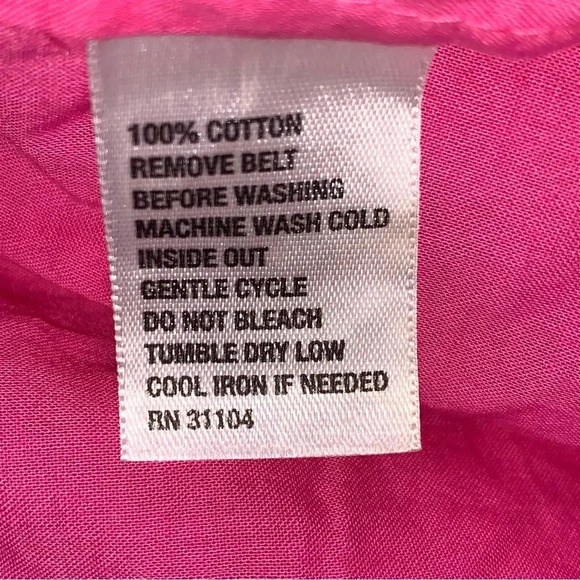 100% COTTON
REMOVE BELT
BEFORE WASHING
MACHINE WASH COLD
INSIDE OUT
GENTLE CYCLE
DO NOT BLEACH
TUMBLE DRY LOW
COOL IRON IF NEEDED
RN 31104